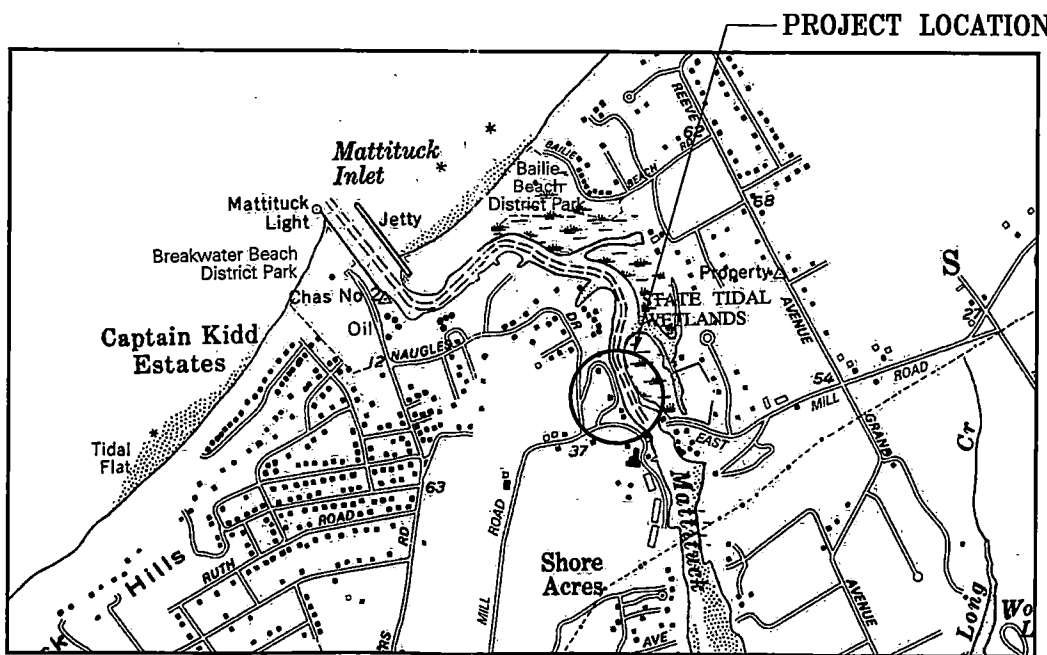 PROJECT LOCATION
REEVE
62
RD
BAILIE
BEACH
Mattituck
Inlet
Bailie
Beach
District Park
Mattituck
Light
Jetty
68
Breakwater Beach
District Park
Property
S
Chas No 2
STATE TIDAL
WETLANDS
AVENUE
Oil
DR
Captain Kidd
Estates
12
NAUGLES
54
MILL
ROAD
EAST
GRAND
37
Tidal
Flat
63
Cr
ROAD
RUTH
RD
ROAD
Mattituck
Hills
Shore
Acres
MILL
AVENUE
Long
Wo
AVE
RS